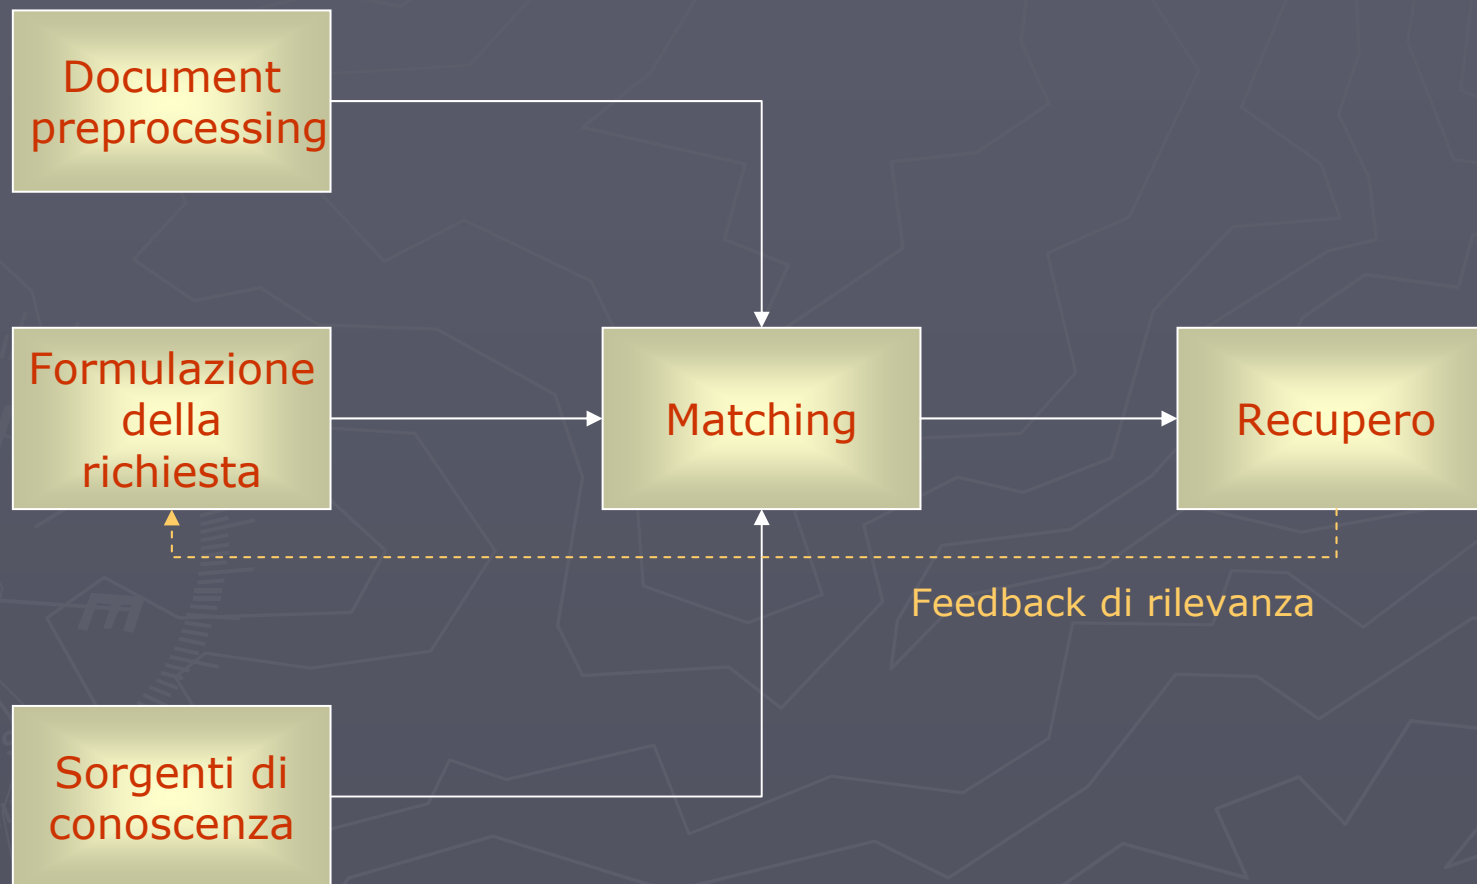 Document
preprocessing
Formulazione
della
richiesta
Matching
Recupero
Feedback di rilevanza
Sorgenti di
conoscenza